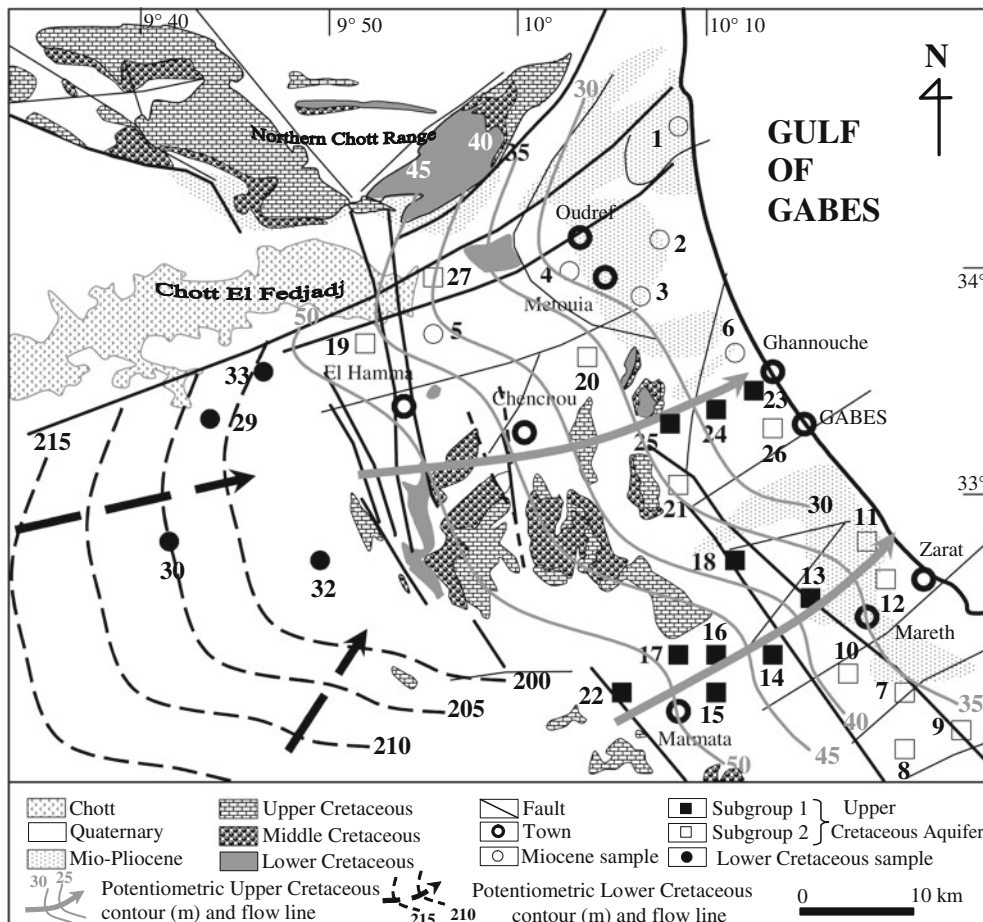 9° 40 9° 50 10° 10° 10
N
30
1
GULF
OF
GABES
Northern Chott Range
40
35
45
Oudref
2
27
4
3
34°
Chott El Fedjadj
Metouia
50
5
6
19
Ghannouche
33
El Hamma
20
23
29
Chencrou
24
GABES
215
25
26
21
33°
30
11
30
18
Zarat
32
13
12
16
Mareth
17
10
14
200
22
7
35
205
15
40
9
Matmata
210
45
50
8
Chott
Upper Cretaceous
Fault
Subgroup 1
Upper
Quaternary
Middle Cretaceous
Town
Subgroup 2
Cretaceous Aquifer
Mio-Pliocene
Lower Cretaceous
Miocene sample
Lower Cretaceous sample
30 25
Potentiometric Upper Cretaceous
contour (m) and flow line
215 210
Potentiometric Lower Cretaceous
contour (m) and flow line
0 10 km